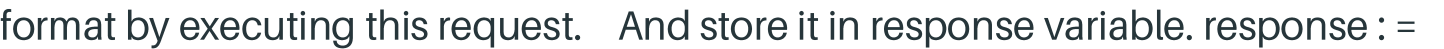 format by executing this request. And store it in response variable. response : =